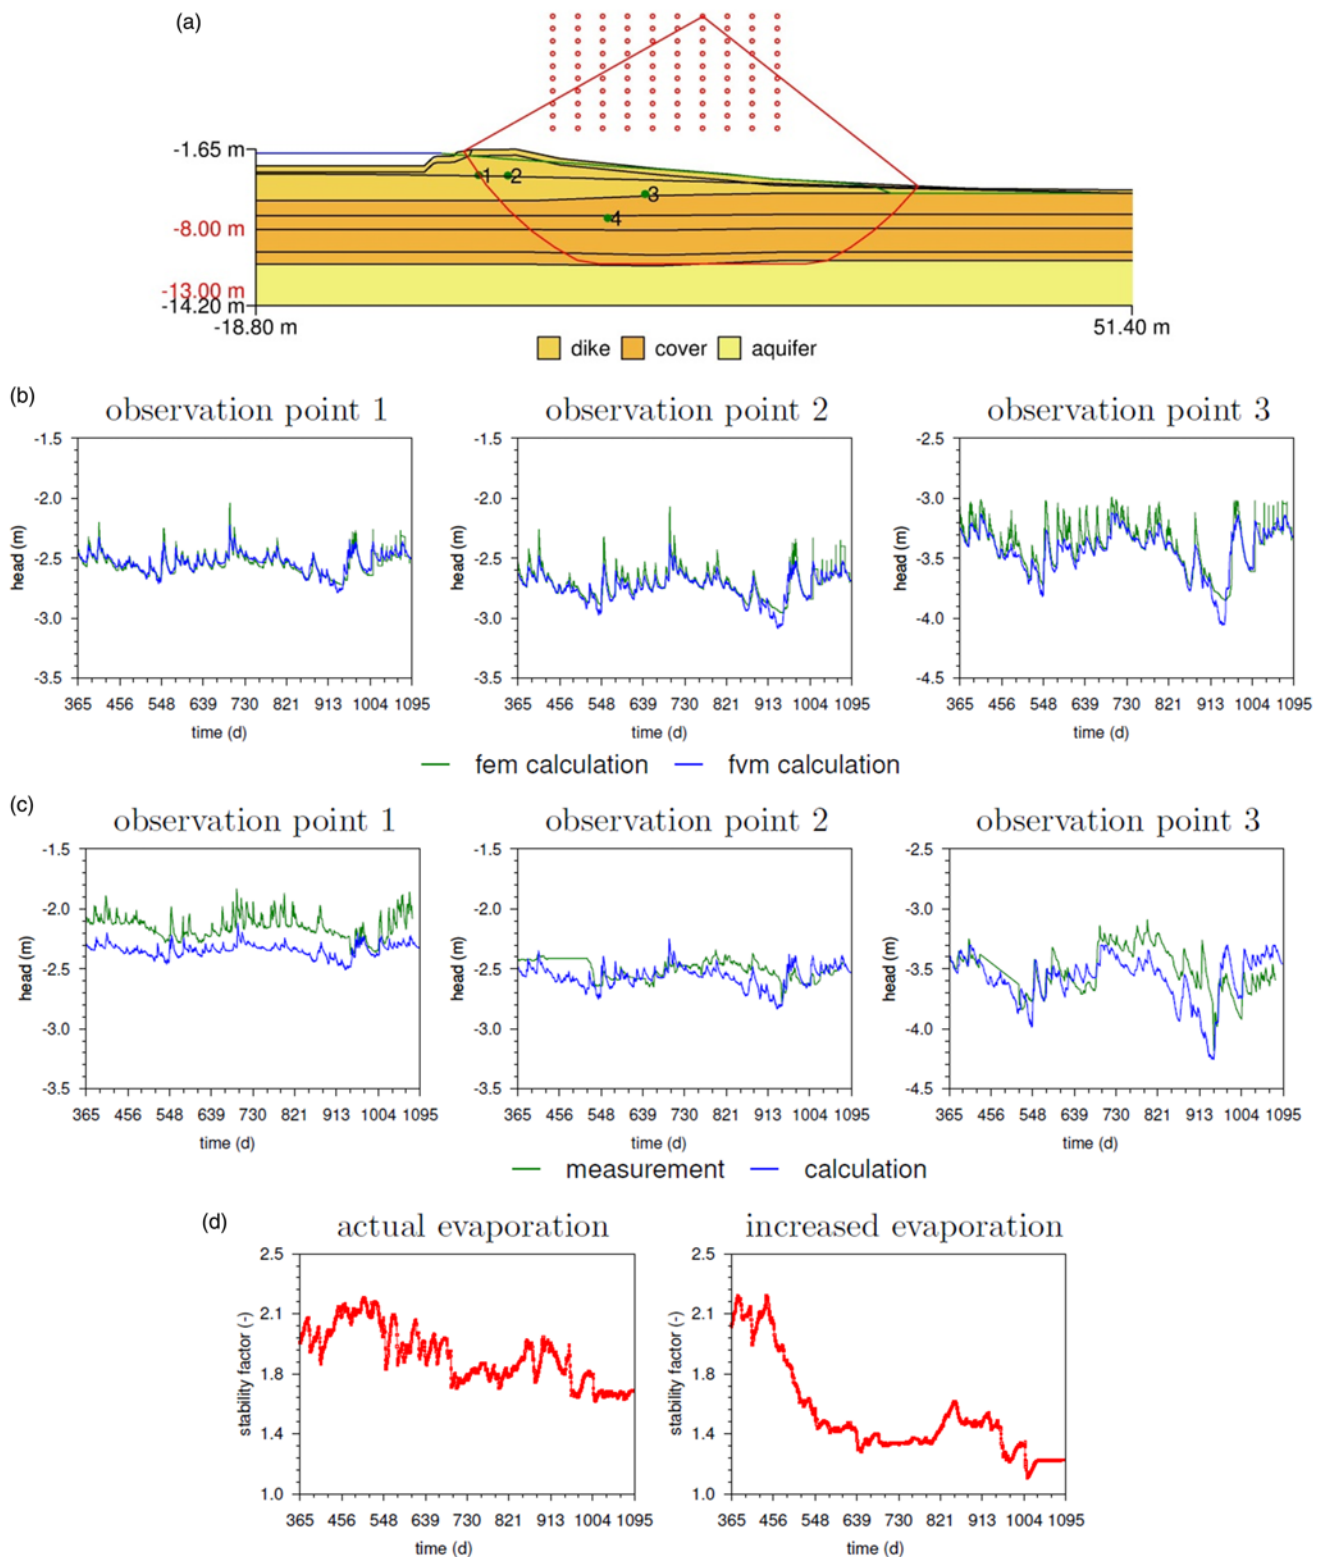 (a)
-1.65 m
1 2
3
4
-8.00 m
-13.00 m
-14.20 m
-18.80 m 51.40 m
dike cover aquifer
(b)
observation point 1 observation point 2 observation point 3
-1.5 -1.5 -2.5
-2.0 -2.0 -3.0
-2.5 -2.5 -3.5
-3.0 -3.0 -4.0
-3.5 -3.5 -4.5
head (m) head (m) head (m)
365 456 548 639 730 821 913 1004 1095 365 456 548 639 730 821 913 1004 1095 365 456 548 639 730 821 913 1004 1095
time (d) time (d) time (d)
fem calculation fvm calculation
(c)
observation point 1 observation point 2 observation point 3
-1.5 -1.5 -2.5
-2.0 -2.0 -3.0
-2.5 -2.5 -3.5
-3.0 -3.0 -4.0
-3.5 -3.5 -4.5
head (m) head (m) head (m)
365 456 548 639 730 821 913 1004 1095 365 456 548 639 730 821 913 1004 1095 365 456 548 639 730 821 913 1004 1095
time (d) time (d) time (d)
measurement calculation
(d)
actual evaporation increased evaporation
2.5 2.5
2.1 2.1
1.8 1.8
1.4 1.4
1.0 1.0
stability factor (-) stability factor (-)
365 456 548 639 730 821 913 1004 1095 365 456 548 639 730 821 913 1004 1095
time (d) time (d)